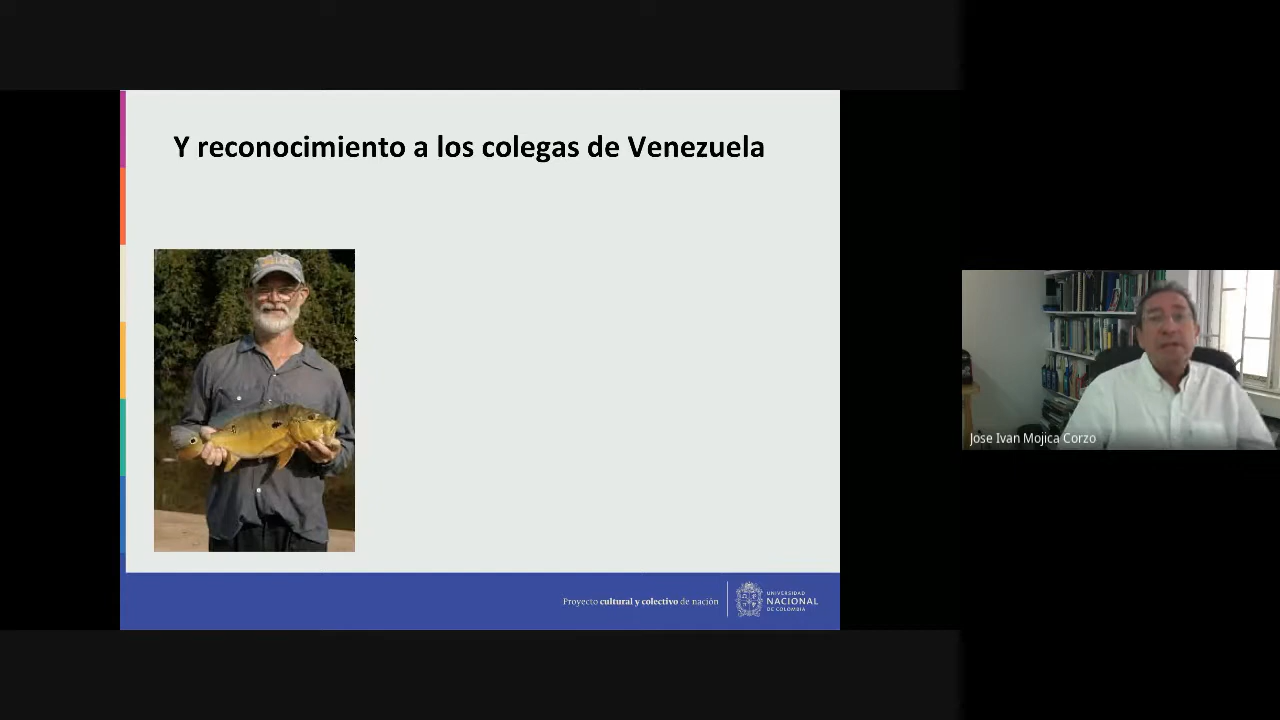 Y reconocimiento a los colegas de Venezuela
Jose Ivan Mojica Corzo
Proyecto cultural y colectivo de nación
UNIVERSIDAD
NACIONAL
DE COLOMBIA